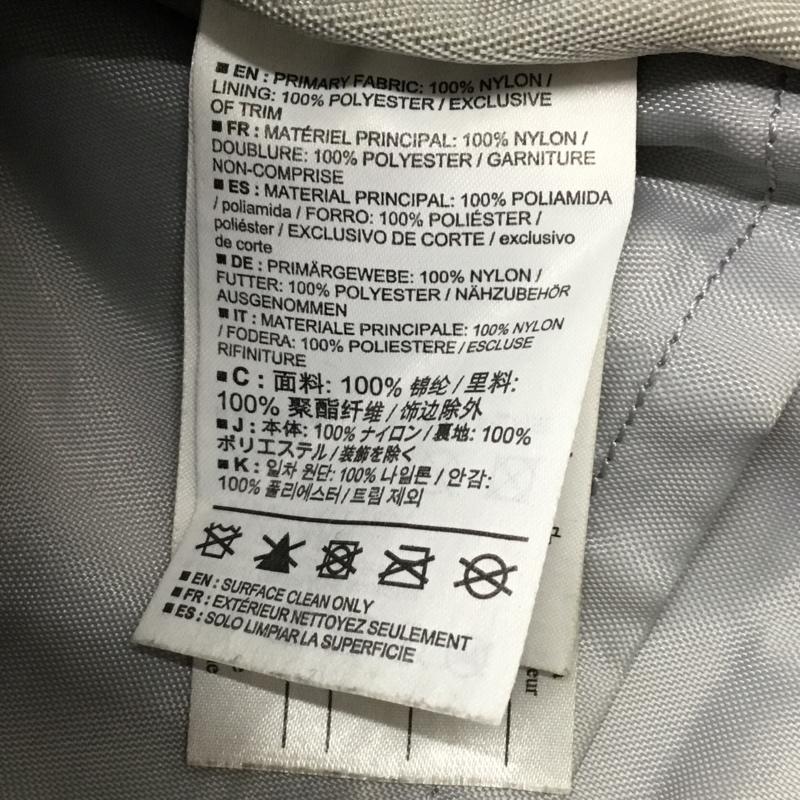 ■ EN : PRIMARY FABRIC: 100% NYLON /
LINING: 100% POLYESTER / EXCLUSIVE
OF TRIM
■ FR : MATÉRIEL PRINCIPAL: 100% NYLON /
DOUBLURE: 100% POLYESTER / GARNITURE
NON-COMPRISE
■ ES : MATERIAL PRINCIPAL: 100% POLIAMIDA
/ poliamida / FORRO: 100% POLIÉSTER /
poliéster / EXCLUSIVO DE CORTE / exclusivo
de corte
■ DE : PRIMÄRGEWEBE: 100% NYLON /
FUTTER: 100% POLYESTER / NÄHZUBEHÖR
AUSGENOMMEN
■ IT : MATERIALE PRINCIPALE: 100% NYLON
/ FODERA: 100% POLIESTERE / ESCLUSE
RIFINITURE
■ C : 面料: 100% 锦纶 / 里料:
100% 聚酯纤维 / 饰边除外
■ J : 本体: 100% ナイロン / 裏地: 100%
ポリエステル / 装飾を除く
■ K : 일차 원단: 100% 나일론 / 안감:
100% 폴리에스터 / 트림 제외
■ EN : SURFACE CLEAN ONLY
■ FR : EXTÉRIEUR NETTOYEZ SEULEMENT
■ ES : SOLO LIMPIAR LA SUPERFICIE